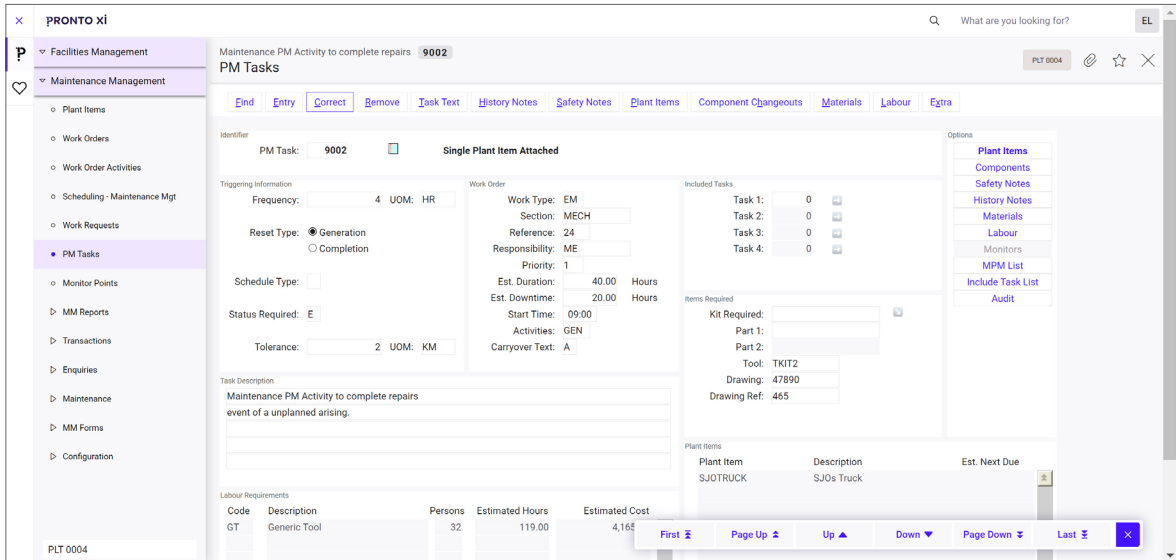 PRONTO Xi
What are you looking for?
EL
Facilities Management
Maintenance Management
Plant Items
Work Orders
Work Order Activities
Scheduling - Maintenance Mgt
Work Requests
PM Tasks
Monitor Points
MM Reports
Transactions
Enquiries
Maintenance
MM Forms
Configuration
PLT 0004
Maintenance PM Activity to complete repairs 9002
PM Tasks
PLT 0004
Find Entry Correct Remove Task Text History Notes Safety Notes Plant Items Component Changeouts Materials Labour Extra
Identifier
PM Task: 9002 Single Plant Item Attached
Triggering Information
Frequency: 4 UOM: HR
Reset Type: Generation
Completion
Schedule Type:
Status Required: E
Tolerance: 2 UOM: KM
Work Order
Work Type: EM
Section: MECH
Reference: 24
Responsibility: ME
Priority: 1
Est. Duration: 40.00 Hours
Est. Downtime: 20.00 Hours
Start Time: 09:00
Activities: GEN
Carryover Text: A
Included Tasks
Task 1: 0
Task 2: 0
Task 3: 0
Task 4: 0
Items Required
Kit Required:
Part 1:
Part 2:
Tool: TKIT2
Drawing: 47890
Drawing Ref: 465
Options
Plant Items
Components
Safety Notes
History Notes
Materials
Labour
Monitors
MPM List
Include Task List
Audit
Task Description
Maintenance PM Activity to complete repairs
event of a unplanned arising.
Plant Items
Plant Item Description Est. Next Due
SJOTRUCK SJOs Truck
Labour Requirements
Code Description Persons Estimated Hours Estimated Cost
GT Generic Tool 32 119.00 4,165
First Page Up Up Down Page Down Last